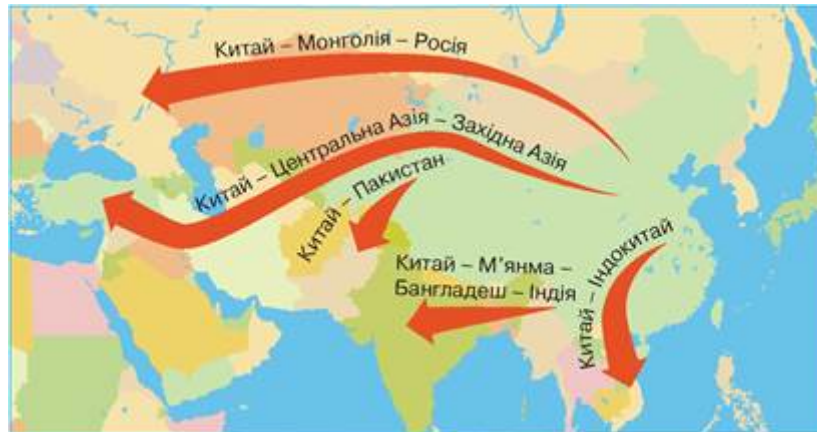 Китай – Монголія – Росія
Китай – Центральна Азія – Західна Азія
Китай – Пакистан
Китай – М'янма –
Бангладеш – Індія
Китай – Індокитай